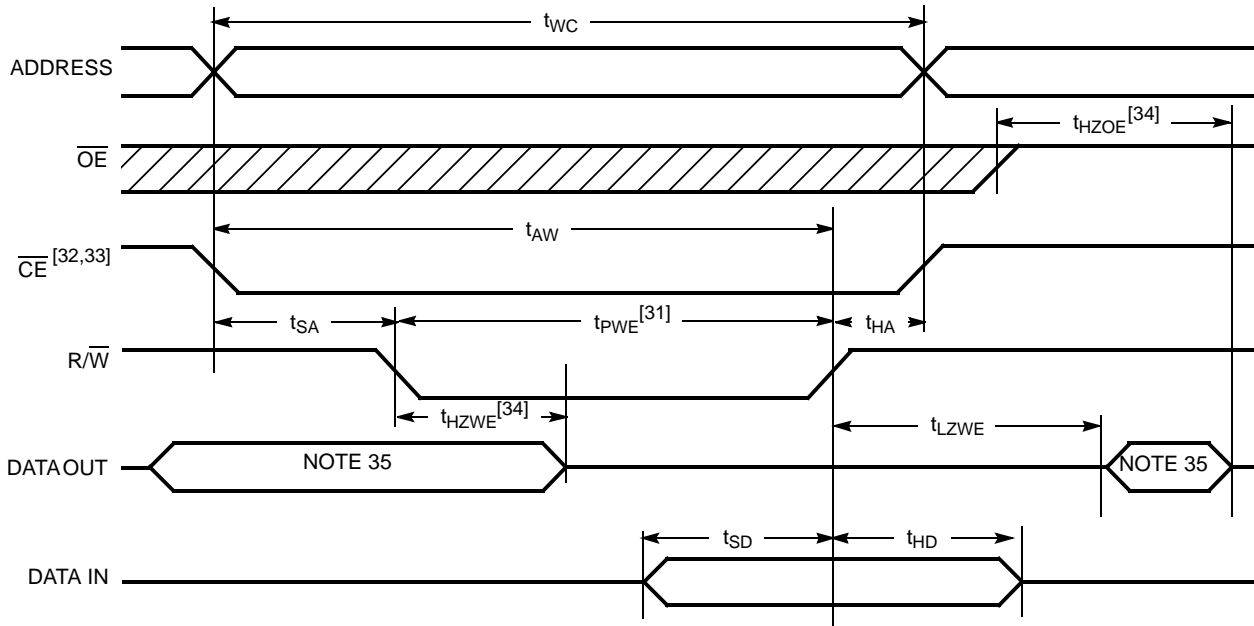 tWC
ADDRESS
tHZOE[34]
OE
tAW
CE[32,33]
tSA
tPWE[31]
tHA
R/W
tHZWE[34]
tLZWE
DATA OUT
NOTE 35
NOTE 35
tSD
tHD
DATA IN